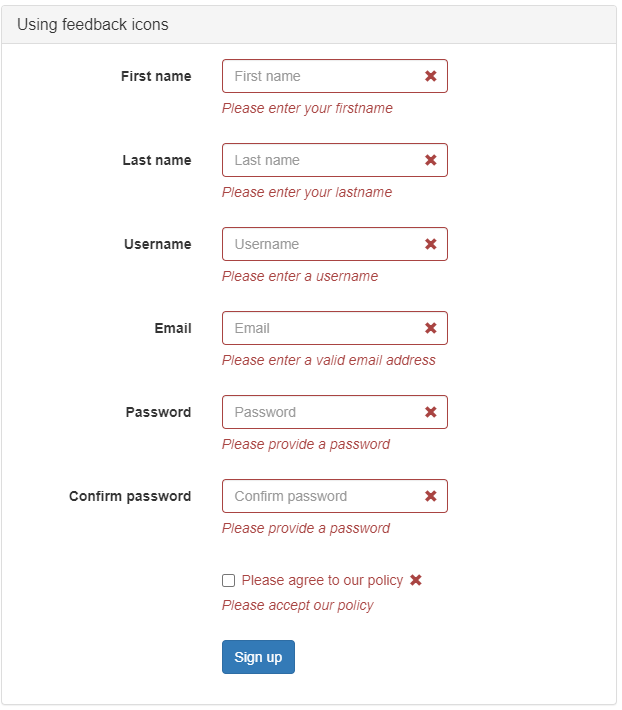 Using feedback icons
First name
First name
Please enter your firstname
Last name
Last name
Please enter your lastname
Username
Username
Please enter a username
Email
Email
Please enter a valid email address
Password
Password
Please provide a password
Confirm password
Confirm password
Please provide a password
Please agree to our policy
Please accept our policy
Sign up